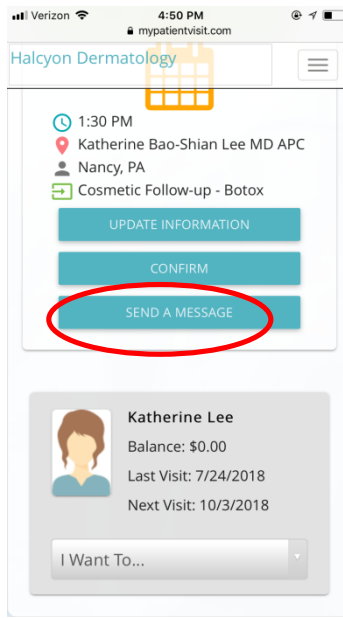 Verizon 4:50 PM
mypatientvisit.com
Halcyon Dermatology
1:30 PM
Katherine Bao-Shian Lee MD APC
Nancy, PA
Cosmetic Follow-up - Botox
UPDATE INFORMATION
CONFIRM
SEND A MESSAGE
Katherine Lee
Balance: $0.00
Last Visit: 7/24/2018
Next Visit: 10/3/2018
I Want To...